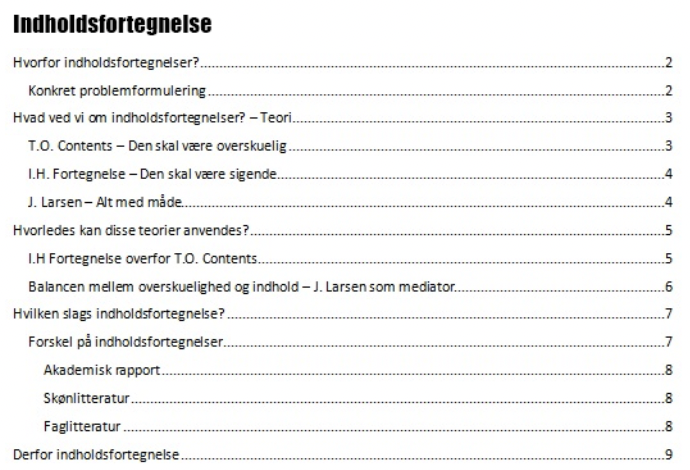 Indholdsfortegnelse
Hvorfor indholdsfortegnelser?.....2
Konkret problemformulering.....2
Hvad ved vi om indholdsfortegnelser? – Teori.....3
T.O. Contents – Den skal være overskuelig.....3
I.H. Fortegnelse – Den skal være sigende.....4
J. Larsen – Alt med måde.....4
Hvorledes kan disse teorier anvendes?.....5
I.H Fortegnelse overfor T.O. Contents.....5
Balancen mellem overskuelighed og indhold – J. Larsen som mediator.....6
Hvilken slags indholdsfortegnelse?.....7
Forskel på indholdsfortegnelser.....7
Akademisk rapport.....8
Skønlitteratur.....8
Faglitteratur.....8
Derfor indholdsfortegnelse.....9